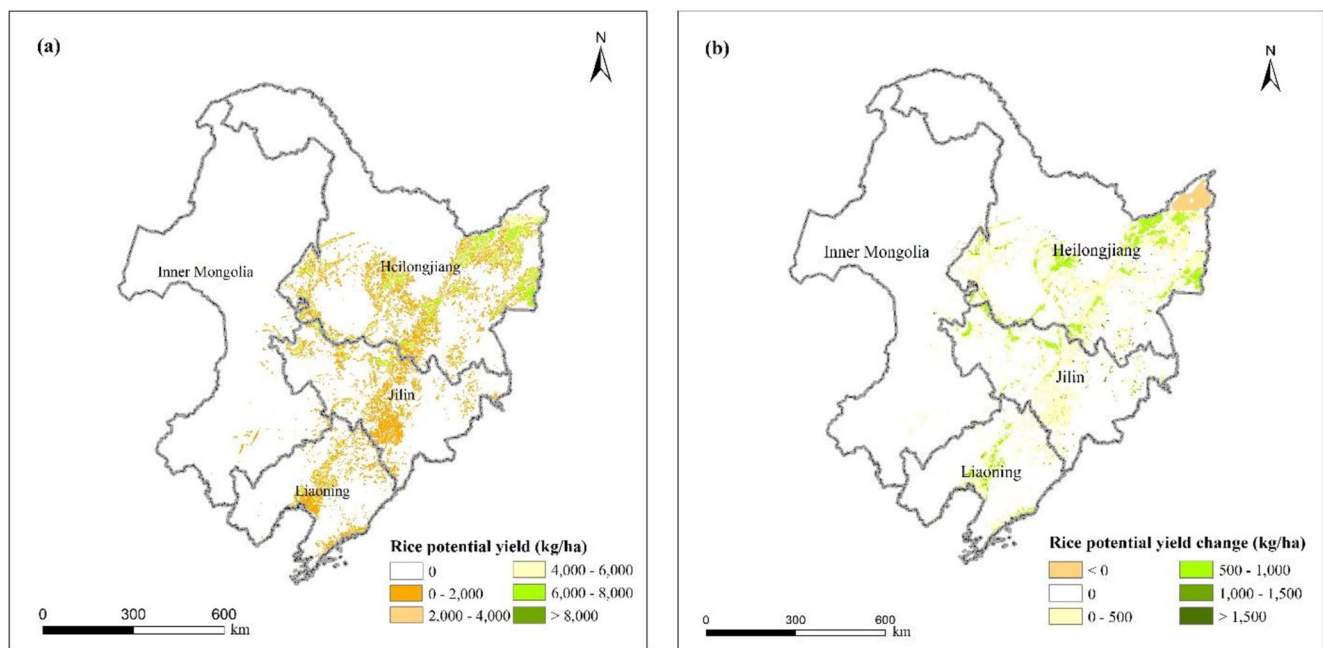 (a)
N
Inner Mongolia
Heilongjiang
Jilin
Liaoning
Rice potential yield (kg/ha)
0
4,000 - 6,000
0 - 2,000
6,000 - 8,000
2,000 - 4,000
> 8,000
0 300 600
km
(b)
N
Inner Mongolia
Heilongjiang
Jilin
Liaoning
Rice potential yield change (kg/ha)
< 0
500 - 1,000
0
1,000 - 1,500
0 - 500
> 1,500
0 300 600
km